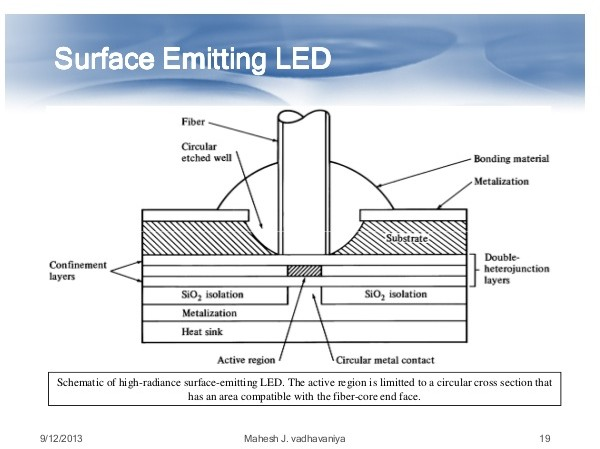 Surface Emitting LED
Fiber
Circular
etched well
Bonding material
Metalization
Substrate
Confinement
layers
Double-
heterojunction
layers
SiO2 isolation
SiO2 isolation
Metalization
Heat sink
Active region
Circular metal contact
Schematic of high-radiance surface-emitting LED. The active region is limitted to a circular cross section that
has an area compatible with the fiber-core end face.
9/12/2013
Mahesh J. vadhavaniya
19